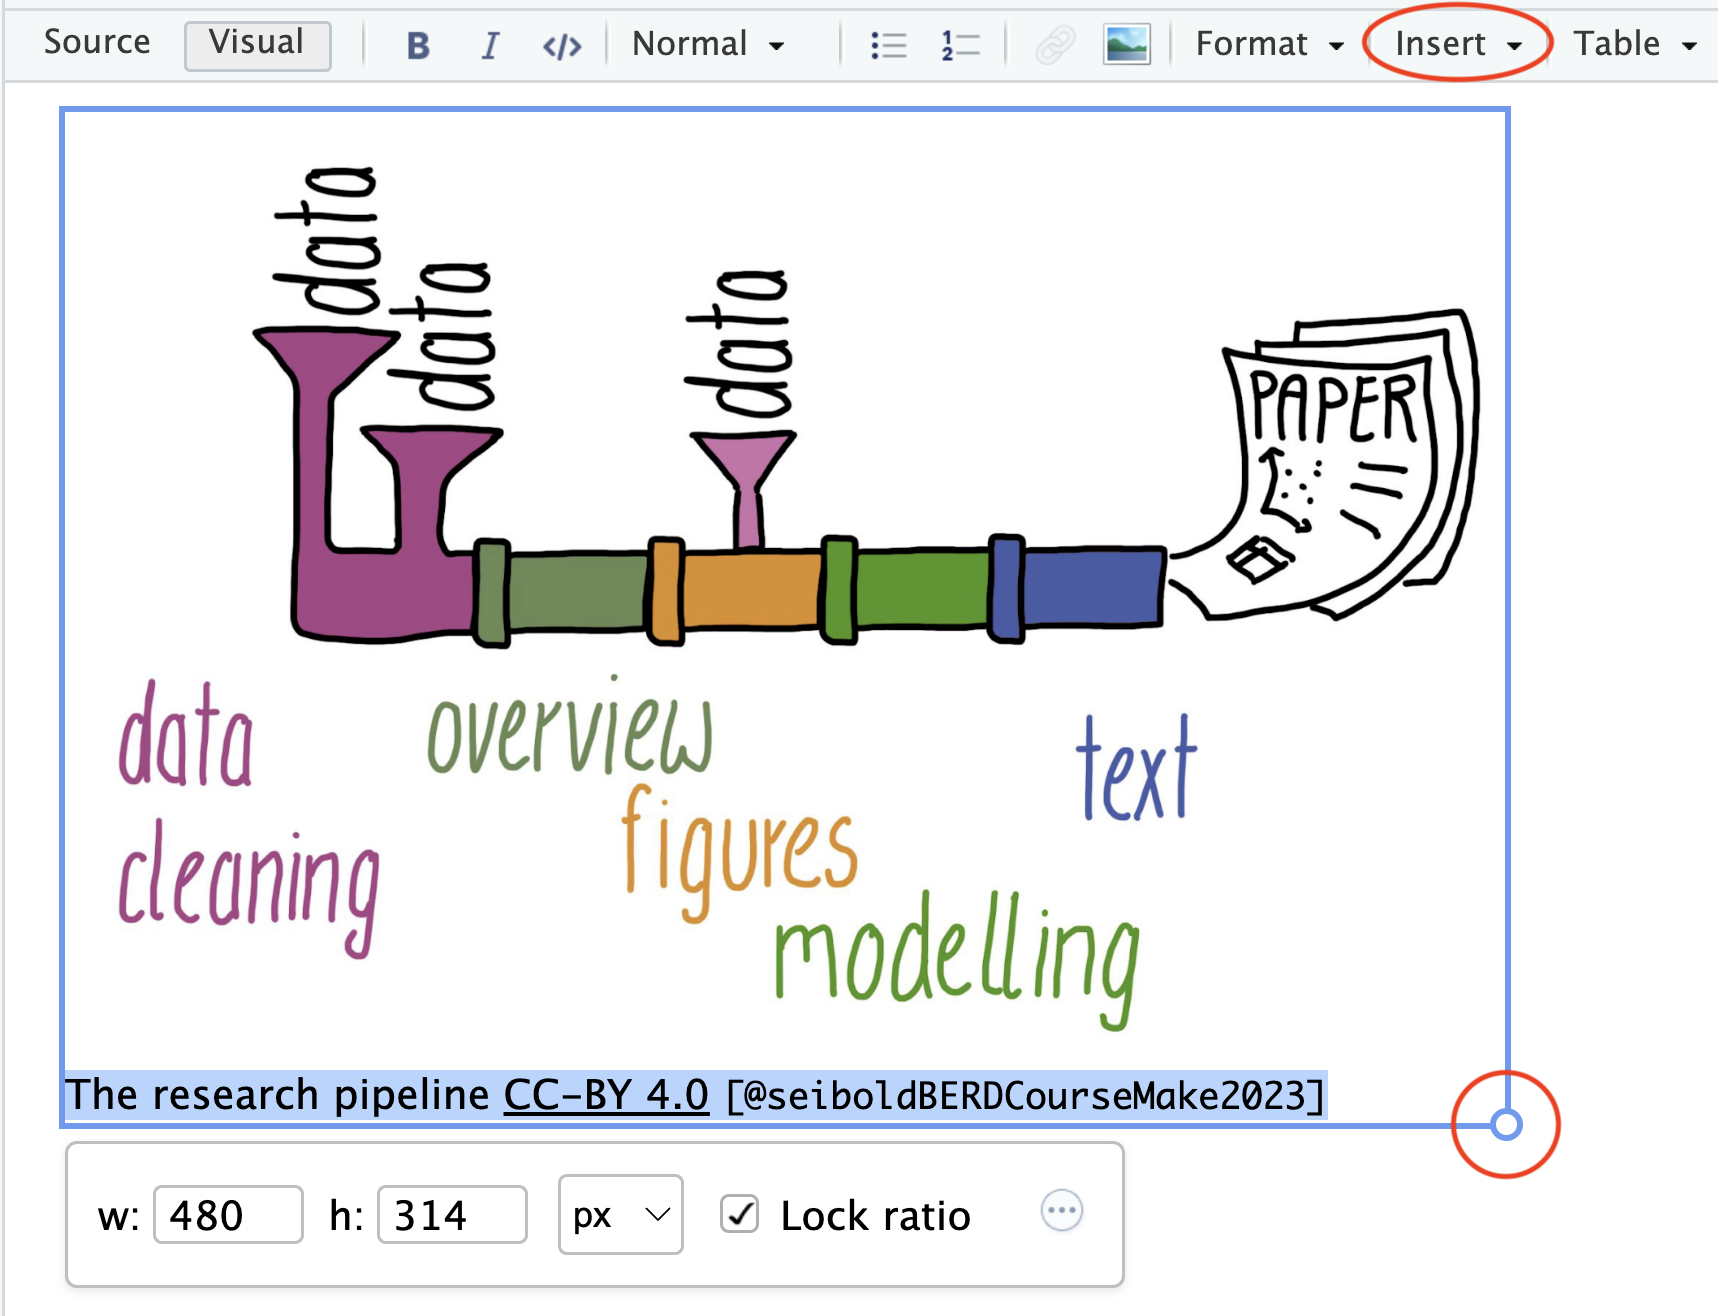 Source Visual B I </> Normal Format Insert Table
data
data
data
PAPER
data
cleaning
overview
figures
modelling
text
The research pipeline CC-BY 4.0 [@seiboldBERDCourseMake2023]
w: 480 h: 314 px Lock ratio